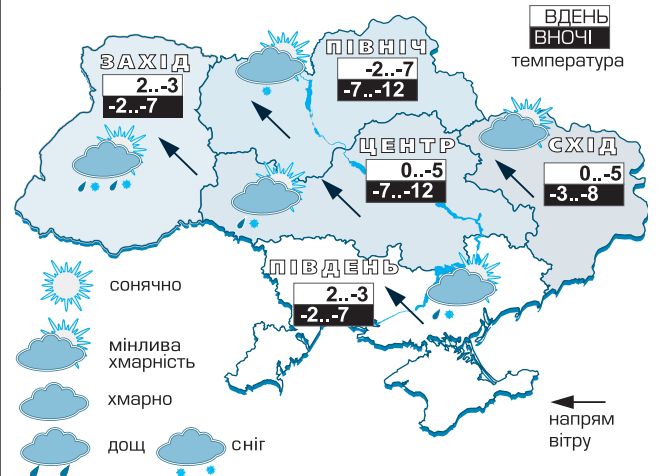 ВДЕНЬ
ВНОЧІ
температура
ЗАХІД
2..-3
-2..-7
ПІВНІЧ
-2..-7
-7..-12
ЦЕНТР
0..-5
-7..-12
СХІД
0..-5
-3..-8
ПІВДЕНЬ
2..-3
-2..-7
сонячно
мінлива
хмарність
хмарно
дощ
сніг
напрям
вітру